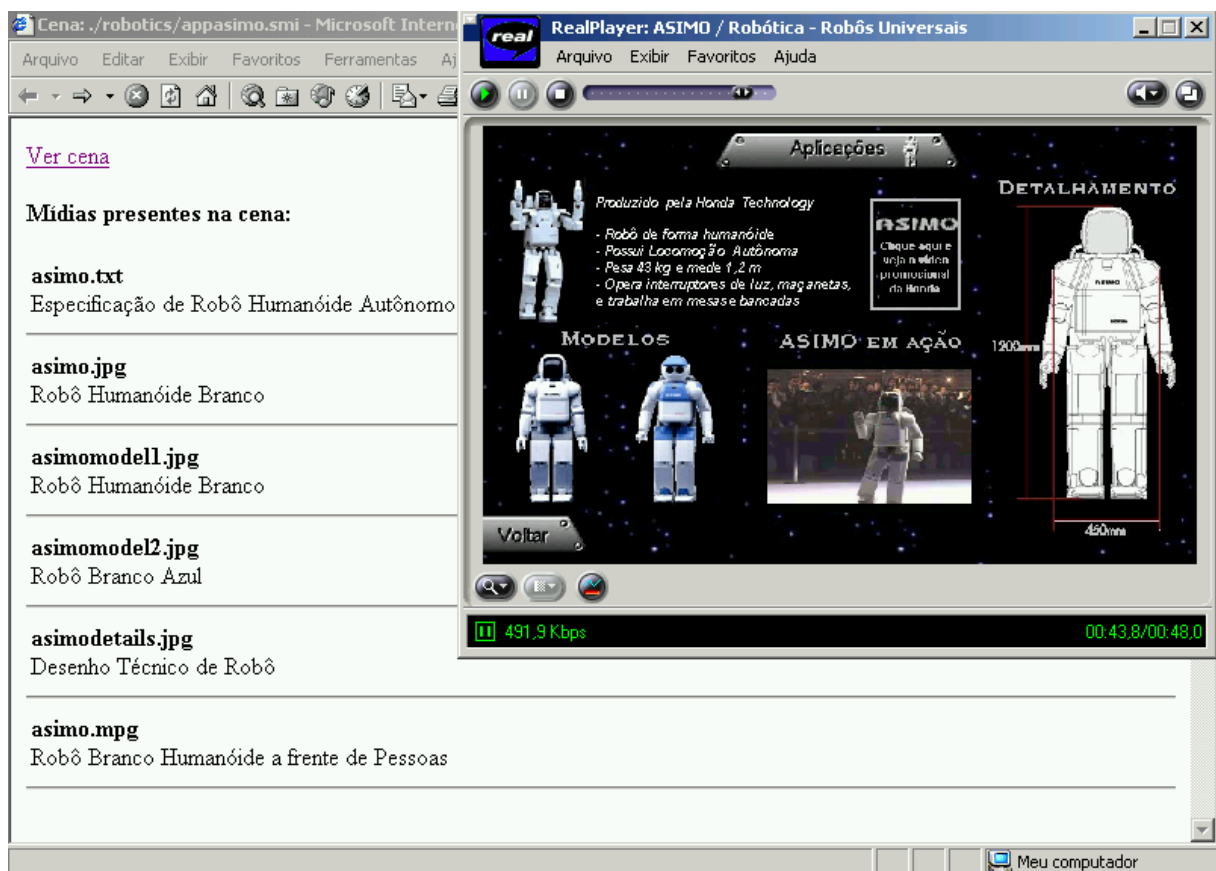 Cena: ./robotics/appasimo.smi - Microsoft Intern
Arquivo Editar Exibir Favoritos Ferramentas Aj
Ver cena
Mídias presentes na cena:
asimo.txt
Especificação de Robô Humanóide Autônomo
asimo.jpg
Robô Humanóide Branco
asimomodel1.jpg
Robô Humanóide Branco
asimomodel2.jpg
Robô Branco Azul
asimodetails.jpg
Desenho Técnico de Robô
asimo.mpg
Robô Branco Humanóide a frente de Pessoas
real
RealPlayer: ASIMO / Robótica - Robôs Universais
Arquivo Exibir Favoritos Ajuda
Aplicações
Produzido pela Honda Technology
- Robô de forma humanóide
- Possui Locomoção Autônoma
- Pesa 43 kg e mede 1,2 m
- Opera interruptores de luz, maçanetas,
e trabalha em mesas e bancadas
ASIMO
Clique aqui e
veja o vídeo
promocional
da Honda
DETALHAMENTO
ASIMO
1200mm
450mm
MODELOS
ASIMO EM AÇÃO
Voltar
491,9 Kbps
00:43,8/00:48,0
Meu computador